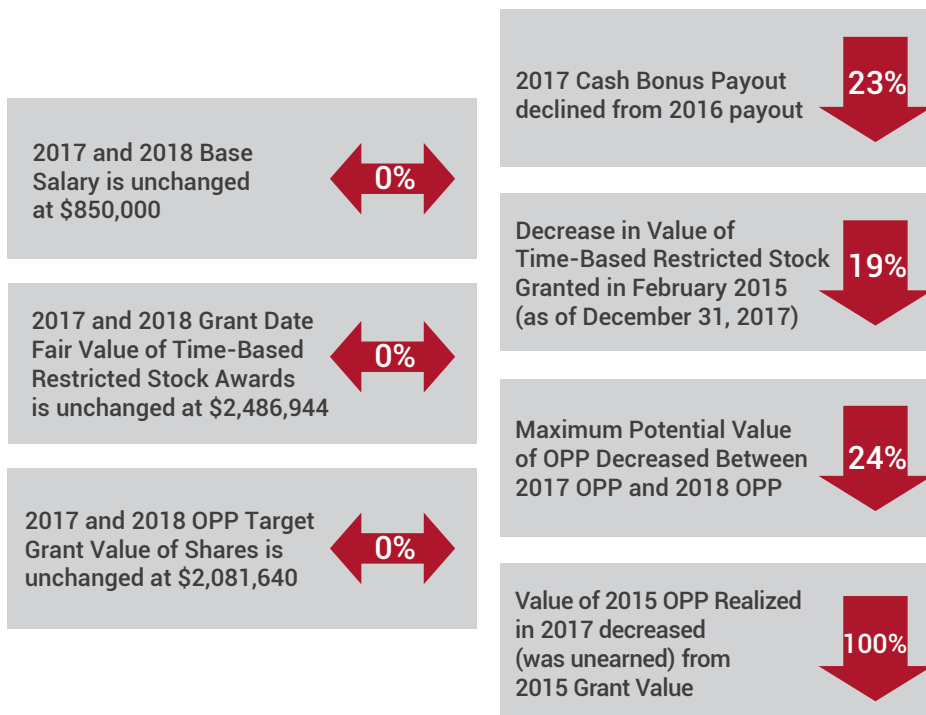 2017 and 2018 Base
Salary is unchanged
at $850,000
0%
2017 and 2018 Grant Date
Fair Value of Time-Based
Restricted Stock Awards
is unchanged at $2,486,944
0%
2017 and 2018 OPP Target
Grant Value of Shares is
unchanged at $2,081,640
0%
2017 Cash Bonus Payout
declined from 2016 payout
23%
Decrease in Value of
Time-Based Restricted Stock
Granted in February 2015
(as of December 31, 2017)
19%
Maximum Potential Value
of OPP Decreased Between
2017 OPP and 2018 OPP
24%
Value of 2015 OPP Realized
in 2017 decreased
(was unearned) from
2015 Grant Value
100%